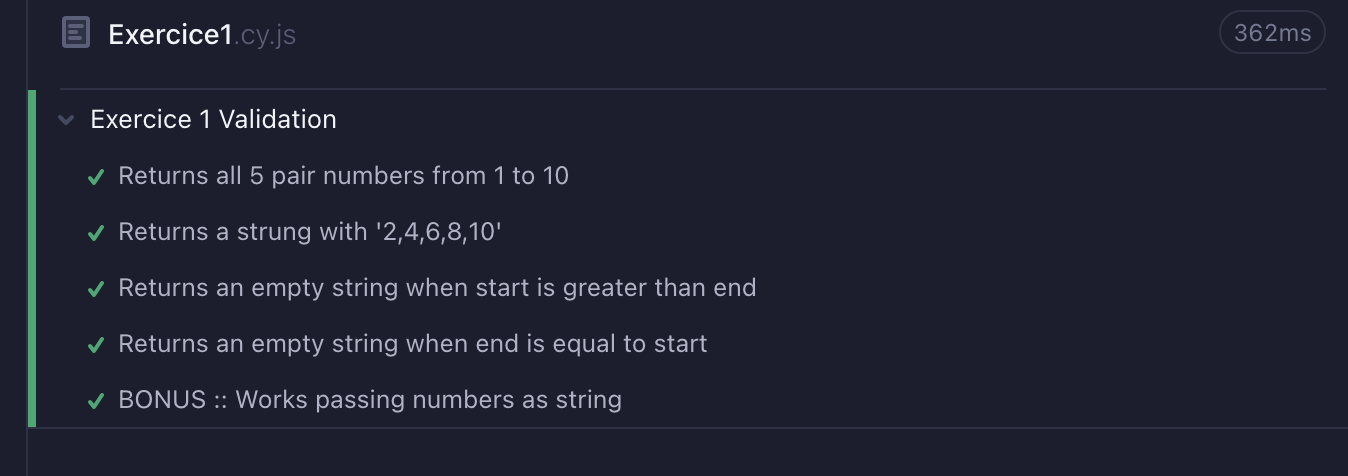 Exercice1.cy.js 362ms
Exercice 1 Validation
Returns all 5 pair numbers from 1 to 10
Returns a strung with '2,4,6,8,10'
Returns an empty string when start is greater than end
Returns an empty string when end is equal to start
BONUS :: Works passing numbers as string